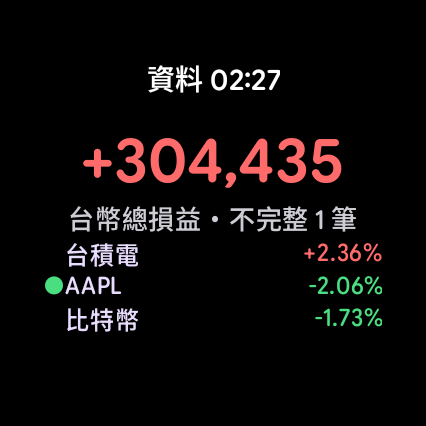 資料 02:27
+304,435
台幣總損益・不完整 1 筆
台積電 +2.36%
AAPL -2.06%
比特幣 -1.73%